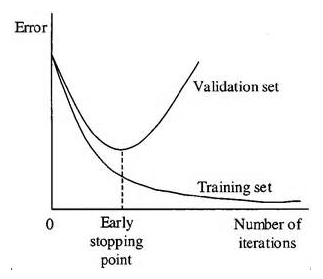 Error
Validation set
Training set
0
Early
stopping
point
Number of
iterations